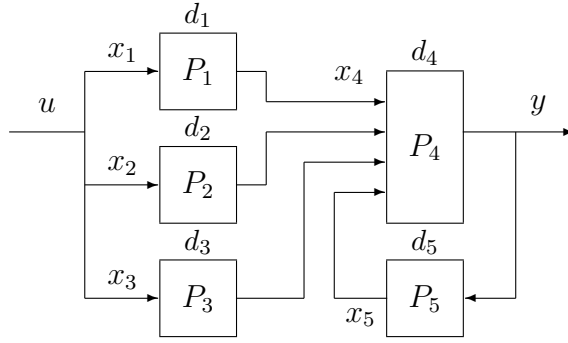 d₁
x₁ P₁
u
x₄ d₄
y
d₂
x₂ P₂
P₄
d₃
x₃ P₃
d₅
x₅ P₅